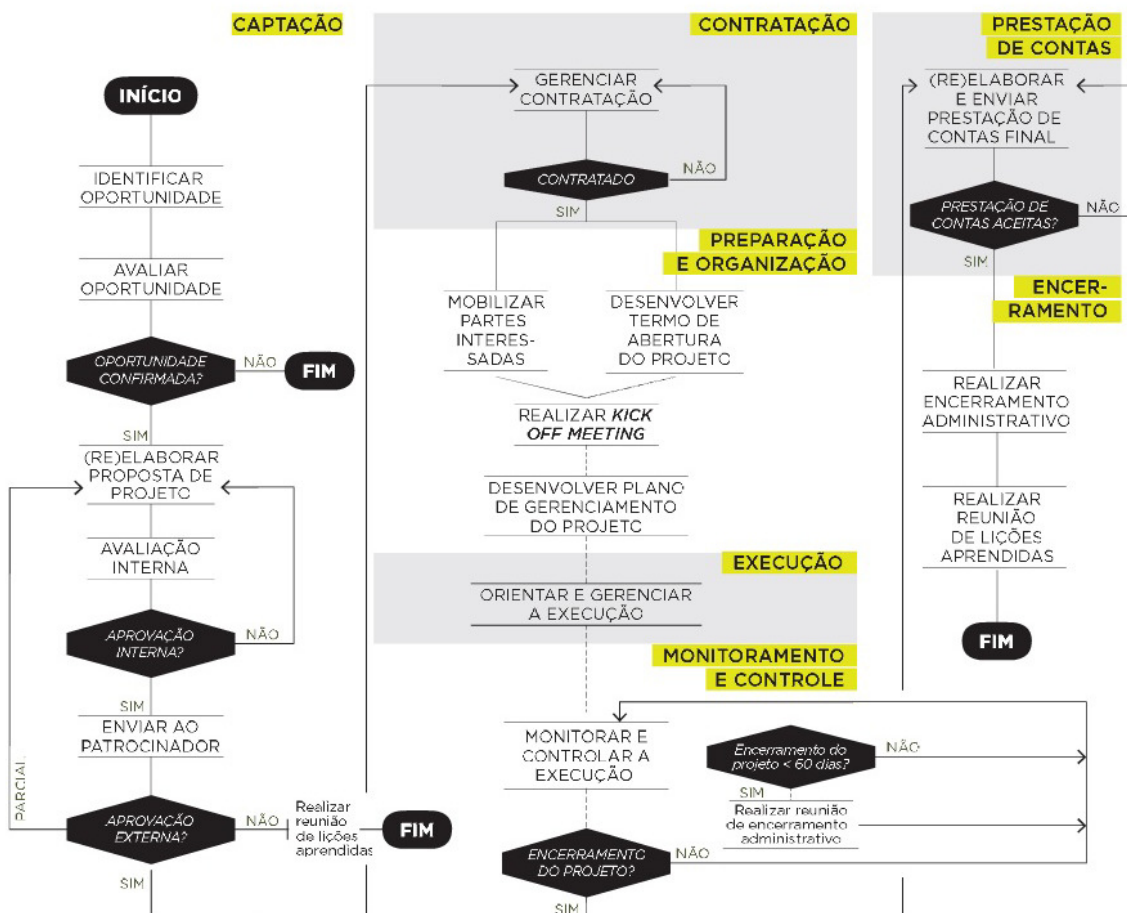 CAPTAÇÃO
INÍCIO
IDENTIFICAR
OPORTUNIDADE
AVALIAR
OPORTUNIDADE
OPORTUNIDADE
CONFIRMADA?
NÃO
FIM
SIM
(RE)ELABORAR
PROPOSTA DE
PROJETO
AVALIAÇÃO
INTERNA
APROVAÇÃO
INTERNA?
NÃO
SIM
ENVIAR AO
PATROCINADOR
PARCIAL
APROVAÇÃO
EXTERNA?
NÃO
Realizar
reunião
de lições
aprendidas
FIM
SIM
CONTRATAÇÃO
GERENCIAR
CONTRATAÇÃO
CONTRATADO
NÃO
SIM
PREPARAÇÃO
E ORGANIZAÇÃO
MOBILIZAR
PARTES
INTERES-
SADAS
DESENVOLVER
TERMO DE
ABERTURA
DO PROJETO
REALIZAR KICK
OFF MEETING
DESENVOLVER PLANO
DE GERENCIAMENTO
DO PROJETO
EXECUÇÃO
ORIENTAR E GERENCIAR
A EXECUÇÃO
MONITORAMENTO
E CONTROLE
MONITORAR E
CONTROLAR A
EXECUÇÃO
Encerramento do
projeto < 60 dias?
NÃO
SIM
Realizar reunião
de encerramento
administrativo
ENCERRAMENTO
DO PROJETO?
NÃO
SIM
PRESTAÇÃO
DE CONTAS
(RE)ELABORAR
E ENVIAR
PRESTAÇÃO DE
CONTAS FINAL
PRESTAÇÃO DE
CONTAS ACEITAS?
NÃO
SIM
ENCER-
RAMENTO
REALIZAR
ENCERRAMENTO
ADMINISTRATIVO
REALIZAR
REUNIÃO
DE LIÇÕES
APRENDIDAS
FIM